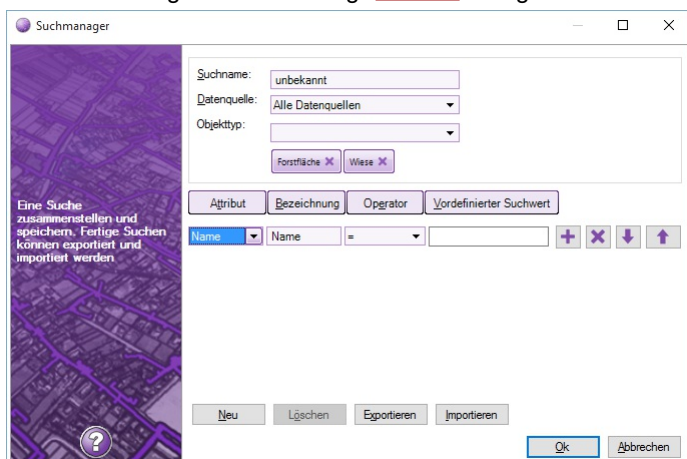 Suchmanager
Suchname: unbekannt
Datenquelle: Alle Datenquellen
Objekttyp:
Forstfläche Wiese
Eine Suche
zusammenstellen und
speichern. Fertige Suchen
können exportiert und
importiert werden
Attribut Bezeichnung Operator Vordefinierter Suchwert
Name Name =
Neu Löschen Exportieren Importieren
?
Ok Abbrechen